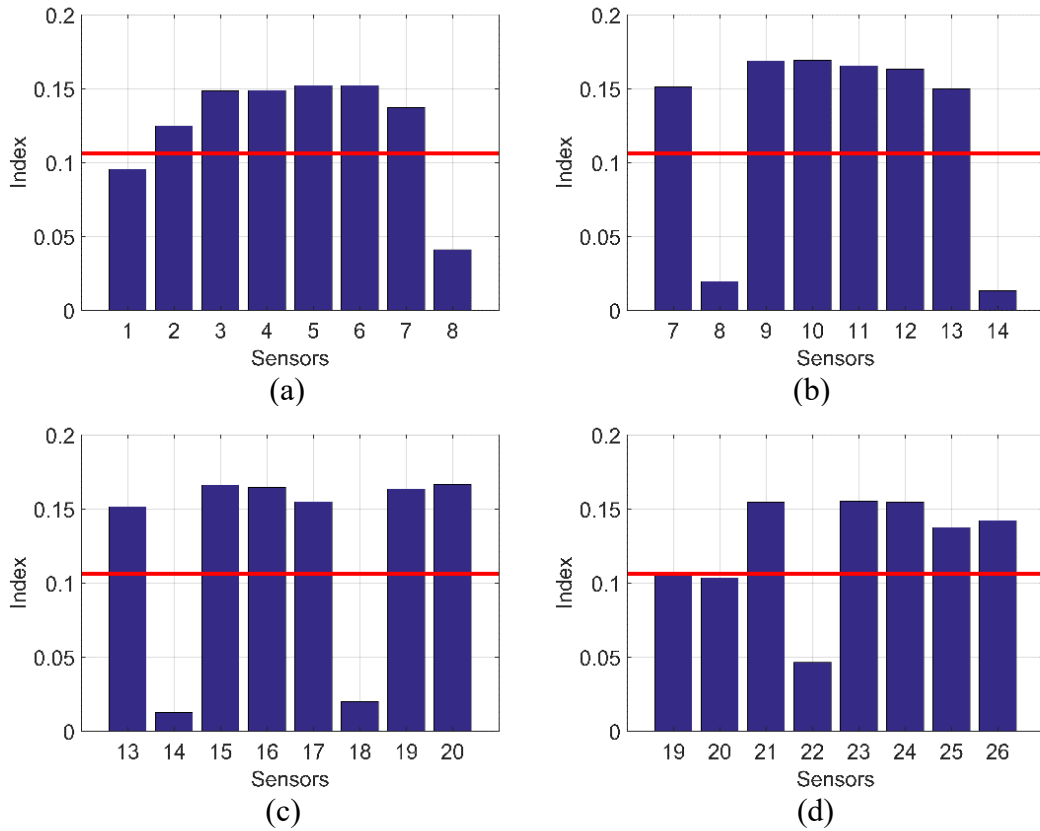 0.2
0.15
0.1
0.05
0
Index
1 2 3 4 5 6 7 8
Sensors
(a)
0.2
0.15
0.1
0.05
0
Index
7 8 9 10 11 12 13 14
Sensors
(b)
0.2
0.15
0.1
0.05
0
Index
13 14 15 16 17 18 19 20
Sensors
(c)
0.2
0.15
0.1
0.05
0
Index
19 20 21 22 23 24 25 26
Sensors
(d)